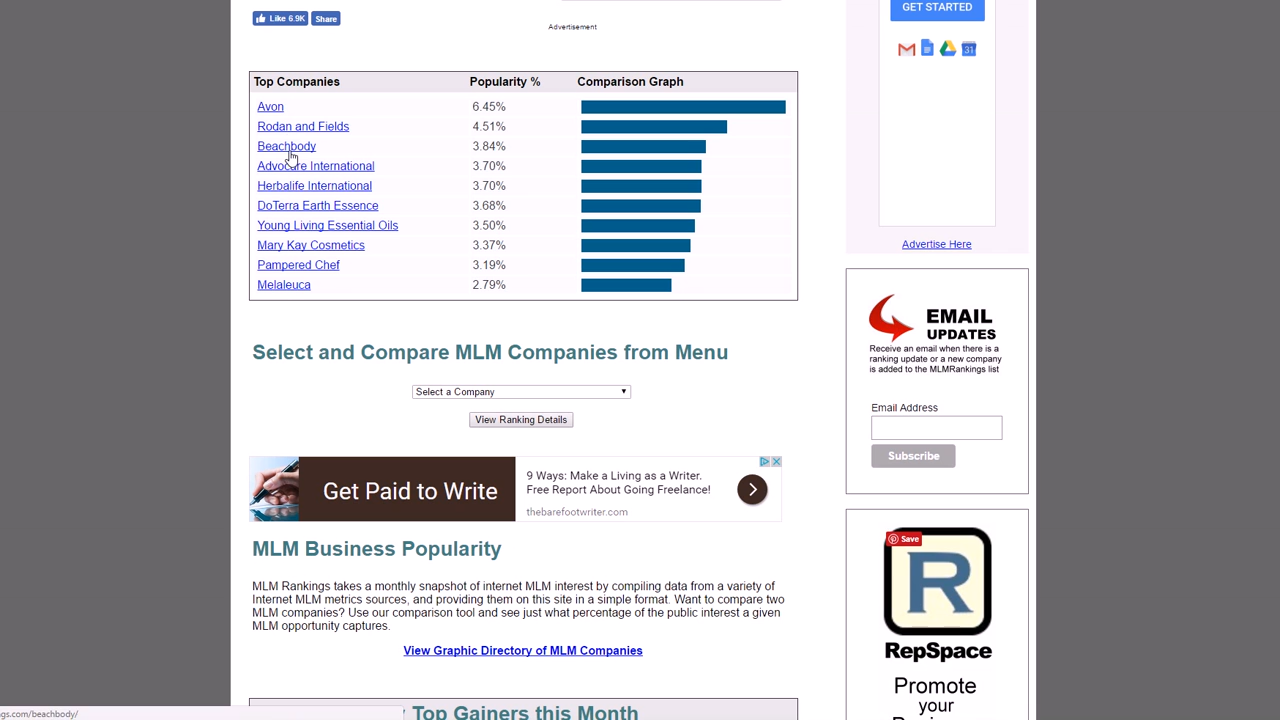 Like 6.9K Share
Advertisement
Top Companies Popularity % Comparison Graph
Avon 6.45%
Rodan and Fields 4.51%
Beachbody 3.84%
Advocare International 3.70%
Herbalife International 3.70%
DoTerra Earth Essence 3.68%
Young Living Essential Oils 3.50%
Mary Kay Cosmetics 3.37%
Pampered Chef 3.19%
Melaleuca 2.79%
Select and Compare MLM Companies from Menu
Select a Company
View Ranking Details
Get Paid to Write
9 Ways: Make a Living as a Writer.
Free Report About Going Freelance!
thebarefootwriter.com
MLM Business Popularity
MLM Rankings takes a monthly snapshot of internet MLM interest by compiling data from a variety of
Internet MLM metrics sources, and providing them on this site in a simple format. Want to compare two
MLM companies? Use our comparison tool and see just what percentage of the public interest a given
MLM opportunity captures.
View Graphic Directory of MLM Companies
Top Gainers this Month
ngs.com/beachbody/
GET STARTED
31
Advertise Here
EMAIL
UPDATES
Receive an email when there is a
ranking update or a new company
is added to the MLMRankings list
Email Address
Subscribe
Save
R
RepSpace
Promote
your